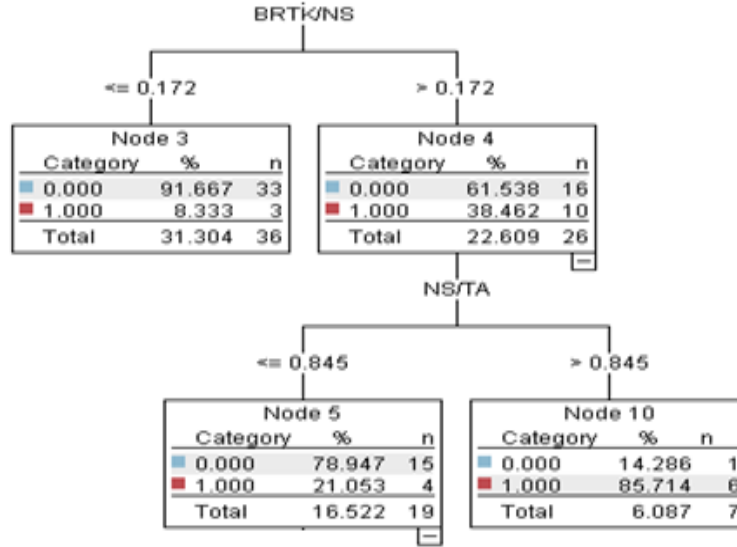 BRTK/NS
<= 0.172
> 0.172
Node 3
Category % n
0.000 91.667 33
1.000 8.333 3
Total 31.304 36
Node 4
Category % n
0.000 61.538 16
1.000 38.462 10
Total 22.609 26
NS/TA
<= 0.845
> 0.845
Node 5
Category % n
0.000 78.947 15
1.000 21.053 4
Total 16.522 19
Node 10
Category % n
0.000 14.286 1
1.000 85.714 6
Total 6.087 7